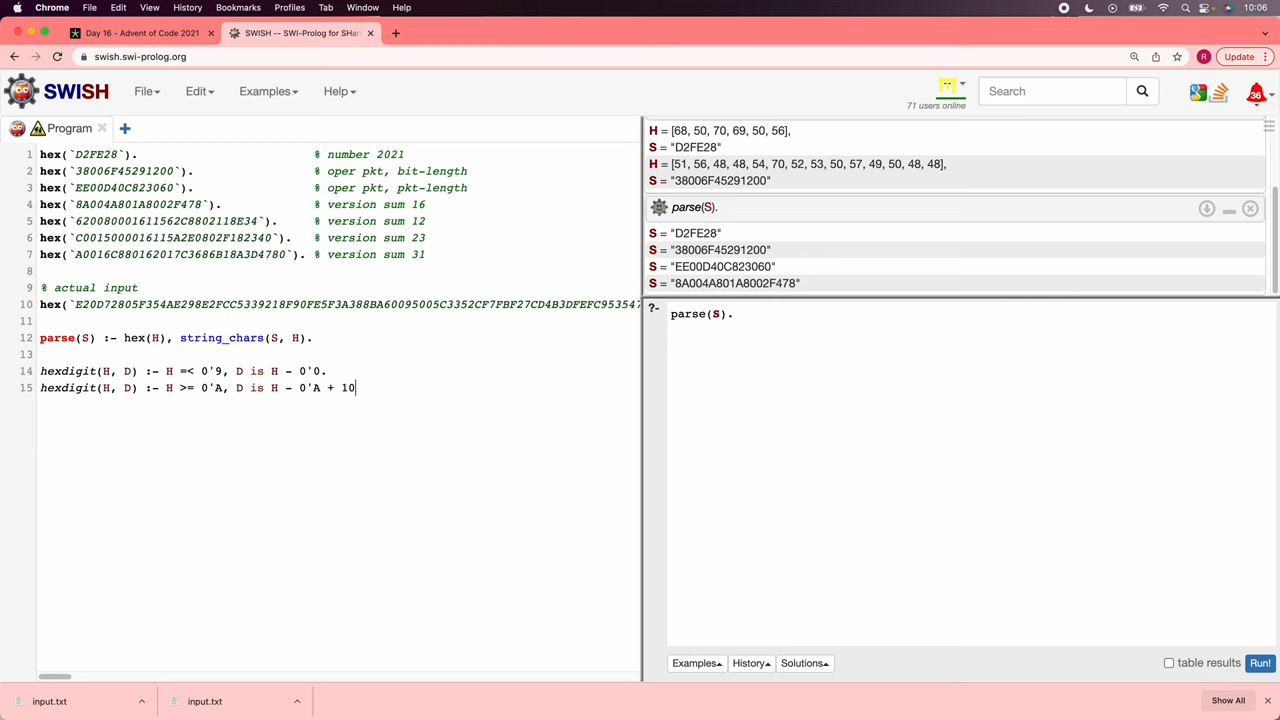 Chrome File Edit View History Bookmarks Profiles Tab Window Help 10:06
Day 16 - Advent of Code 2021 SWISH -- SWI-Prolog for SHar
swish.swi-prolog.org R Update
SWISH File Edit Examples Help 71 users online Search 36
Program
1 hex(`D2FE28`). % number 2021
2 hex(`38006F45291200`). % oper pkt, bit-length
3 hex(`EE00D40C823060`). % oper pkt, pkt-length
4 hex(`8A004A801A8002F478`). % version sum 16
5 hex(`620080001611562C8802118E34`). % version sum 12
6 hex(`C0015000016115A2E0802F182340`). % version sum 23
7 hex(`A0016C880162017C3686B18A3D4780`). % version sum 31
8
9 % actual input
10 hex(`E20D72805F354AE298E2FCC5339218F90FE5F3A388BA60095005C3352CF7FBF27CD4B3DFEFC953547
11
12 parse(S) :- hex(H), string_chars(S, H).
13
14 hexdigit(H, D) :- H =< 0'9, D is H - 0'0.
15 hexdigit(H, D) :- H >= 0'A, D is H - 0'A + 10
H = [68, 50, 70, 69, 50, 56],
S = "D2FE28"
H = [51, 56, 48, 48, 54, 70, 52, 53, 50, 57, 49, 50, 48, 48],
S = "38006F45291200"
parse(S).
S = "D2FE28"
S = "38006F45291200"
S = "EE00D40C823060"
S = "8A004A801A8002F478"
?- parse(S).
Examples History Solutions table results Run!
input.txt input.txt Show All